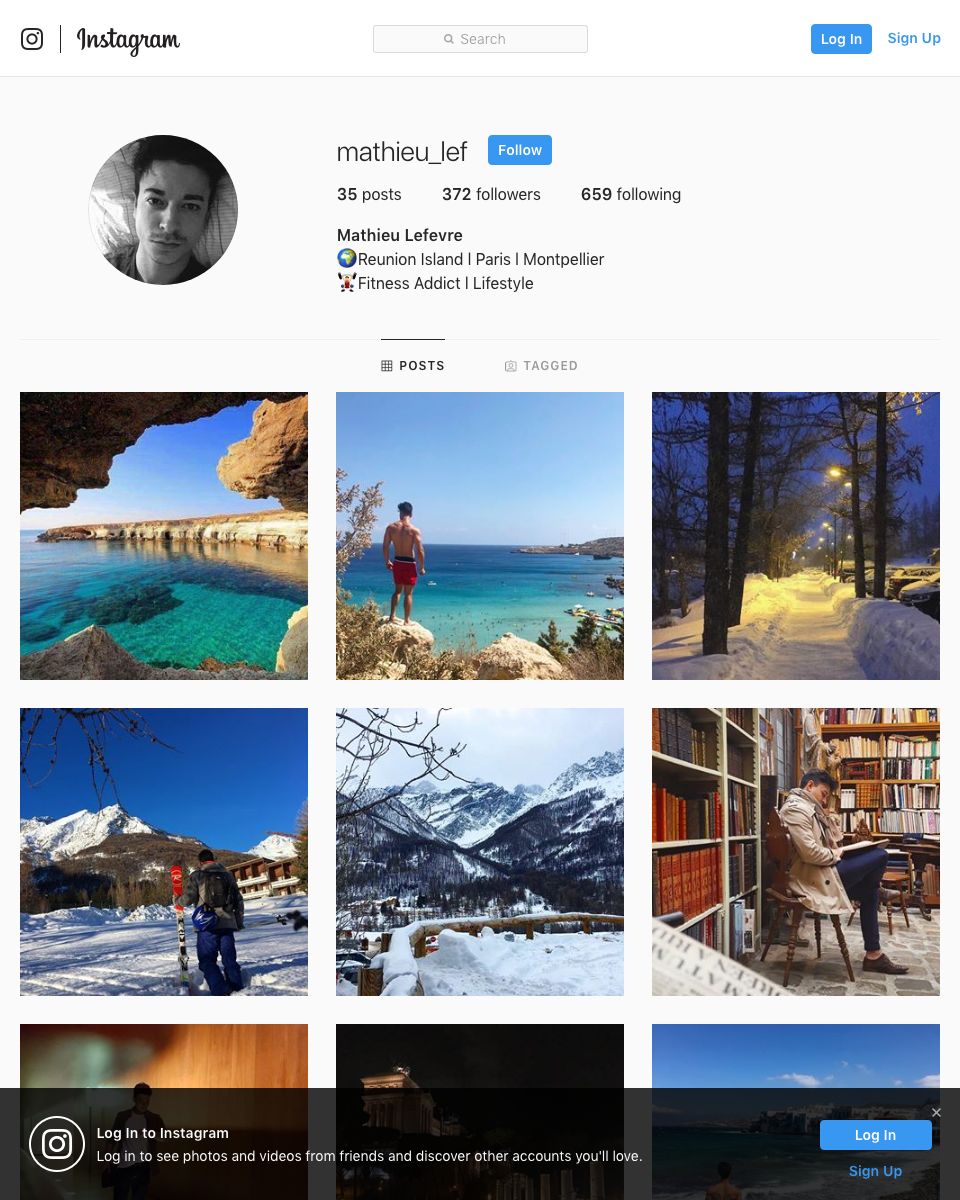 Instagram
Search
Log In
Sign Up
mathieu_lef
Follow
35 posts
372 followers
659 following
Mathieu Lefevre
🌍Reunion Island l Paris l Montpellier
🏋Fitness Addict l Lifestyle
POSTS
TAGGED
Log In to Instagram
Log in to see photos and videos from friends and discover other accounts you'll love.
Log In
Sign Up